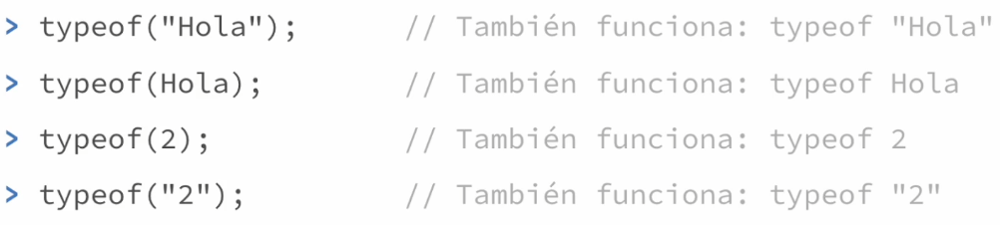 > typeof("Hola"); // También funciona: typeof "Hola"
> typeof(Hola); // También funciona: typeof Hola
> typeof(2); // También funciona: typeof 2
> typeof("2"); // También funciona: typeof "2"